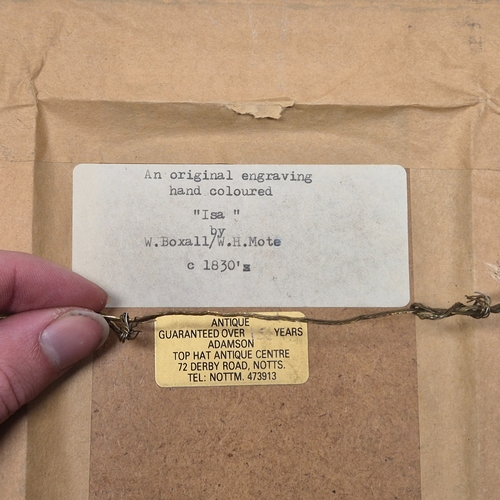 An original engraving
hand coloured
"Isa "
by
W.Boxall/W.H.Mote
c 1830's
ANTIQUE
GUARANTEED OVER YEARS
ADAMSON
TOP HAT ANTIQUE CENTRE
72 DERBY ROAD, NOTTS.
TEL: NOTTM. 473913